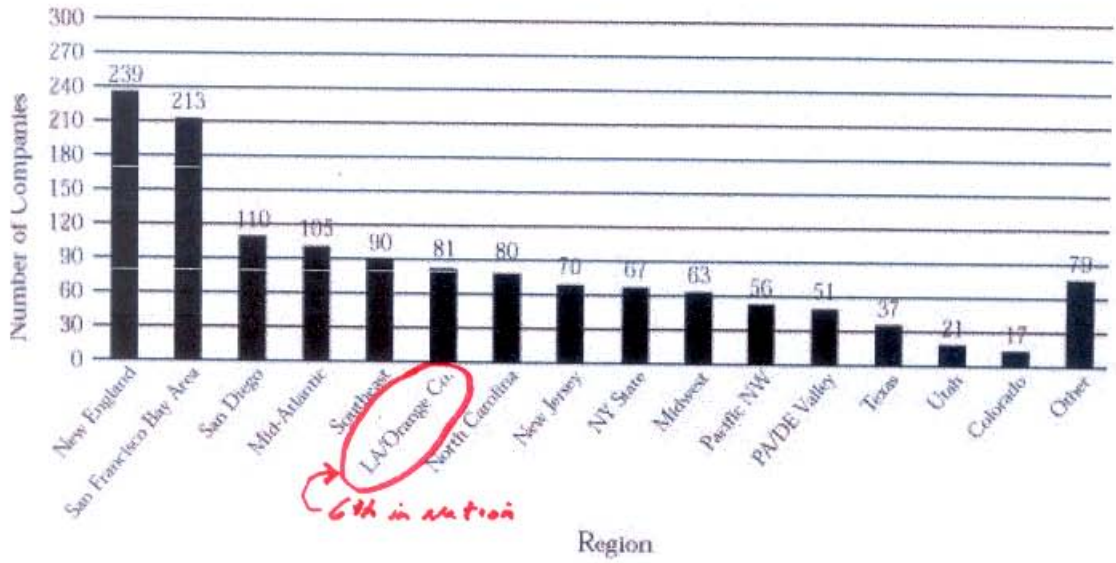 300
270
240
210
180
150
120
90
60
30
0
Number of Companies
239
213
110
105
90
81
80
70
67
63
56
51
37
21
17
79
New England
San Francisco Bay Area
San Diego
Mid-Atlantic
Southeast
LA/Orange Co.
North Carolina
New Jersey
NY State
Midwest
Pacific NW
PA/DE Valley
Texas
Utah
Colorado
Other
6th in nation
Region